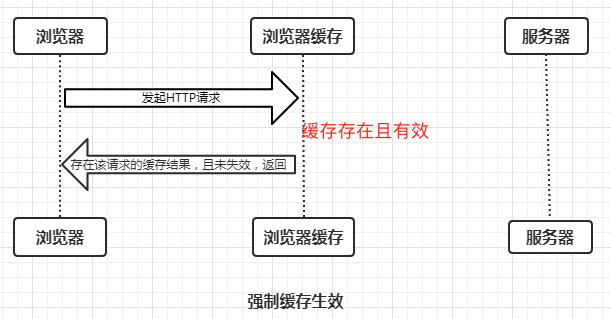 浏览器
浏览器缓存
服务器
发起HTTP请求
缓存存在且有效
存在该请求的缓存结果，且未失效，返回
浏览器
浏览器缓存
服务器
强制缓存生效